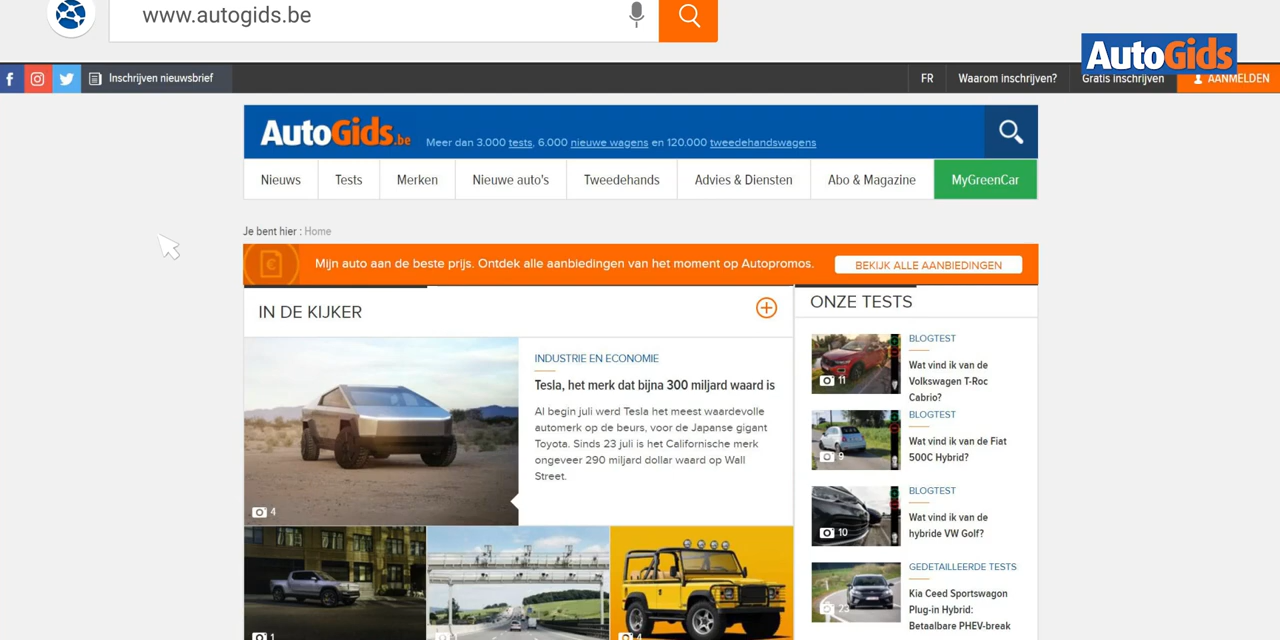 www.autogids.be
AutoGids
Inschrijven nieuwsbrief
FR
Waarom inschrijven?
Gratis inschrijven
AANMELDEN
AutoGids.be
Meer dan 3.000 tests, 6.000 nieuwe wagens en 120.000 tweedehandswagens
Nieuws
Tests
Merken
Nieuwe auto's
Tweedehands
Advies & Diensten
Abo & Magazine
MyGreenCar
Je bent hier : Home
Mijn auto aan de beste prijs. Ontdek alle aanbiedingen van het moment op Autopromos.
BEKIJK ALLE AANBIEDINGEN
IN DE KIJKER
INDUSTRIE EN ECONOMIE
Tesla, het merk dat bijna 300 miljard waard is
Al begin juli werd Tesla het meest waardevolle
automerk op de beurs, voor de Japanse gigant
Toyota. Sinds 23 juli is het Californische merk
ongeveer 290 miljard dollar waard op Wall
Street.
4
1
4
ONZE TESTS
BLOGTEST
Wat vind ik van de
Volkswagen T-Roc
Cabrio?
11
BLOGTEST
Wat vind ik van de Fiat
500C Hybrid?
9
BLOGTEST
Wat vind ik van de
hybride VW Golf?
10
GEDETAILLEERDE TESTS
Kia Ceed Sportswagon
Plug-in Hybrid:
Betaalbare PHEV-break
23